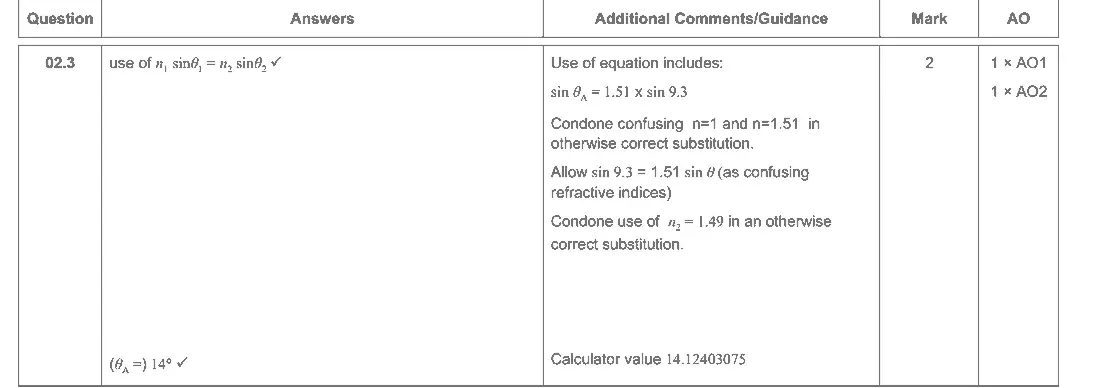 Question Answers Additional Comments/Guidance Mark AO
02.3 use of n₁ sinθ₁ = n₂ sinθ₂ ✓ Use of equation includes: 2 1 × AO1
sin θ_A = 1.51 x sin 9.3 1 × AO2
Condone confusing n=1 and n=1.51 in
otherwise correct substitution.
Allow sin 9.3 = 1.51 sin θ (as confusing
refractive indices)
Condone use of n₂ = 1.49 in an otherwise
correct substitution.
(θ_A =) 14° ✓ Calculator value 14.12403075